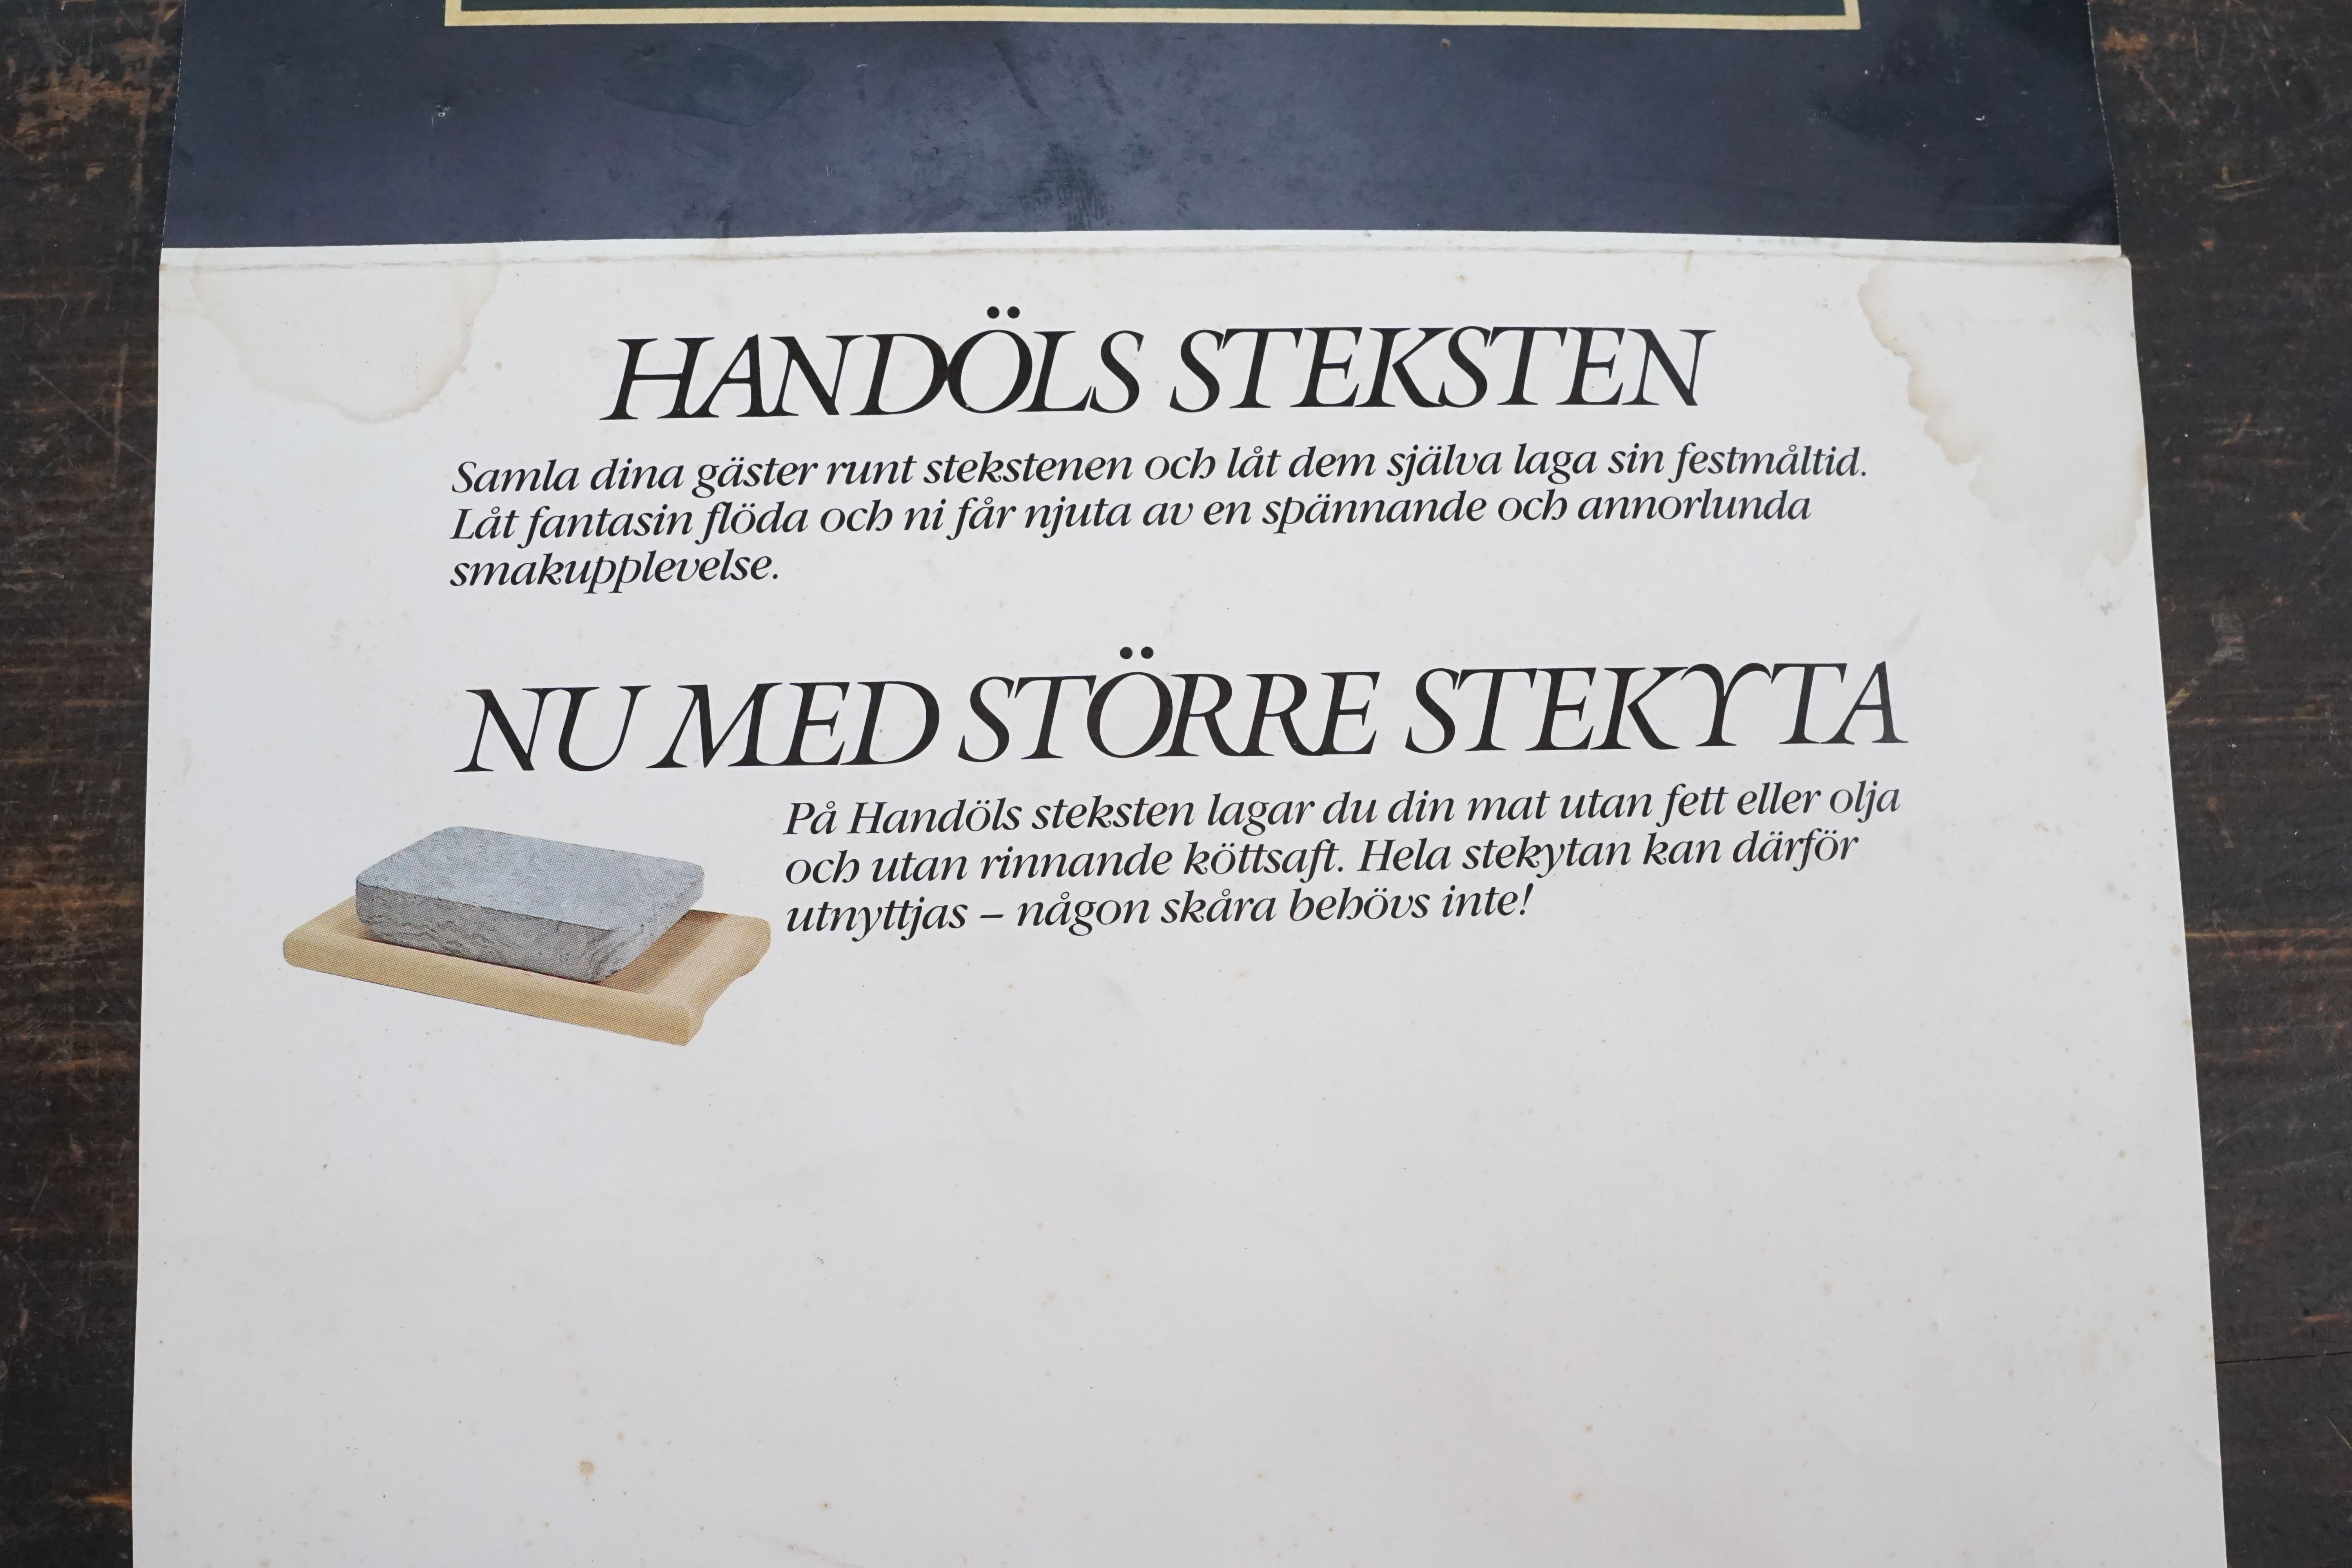 HANDÖLS STEKSTEN
Samla dina gäster runt stekstenen och låt dem själva laga sin festmåltid.
Låt fantasin flöda och ni får njuta av en spännande och annorlunda
smakupplevelse.
NU MED STÖRRE STEKYTA
På Handöls steksten lagar du din mat utan fett eller olja
och utan rinnande köttsaft. Hela stekytan kan därför
utnyttjas – någon skåra behövs inte!